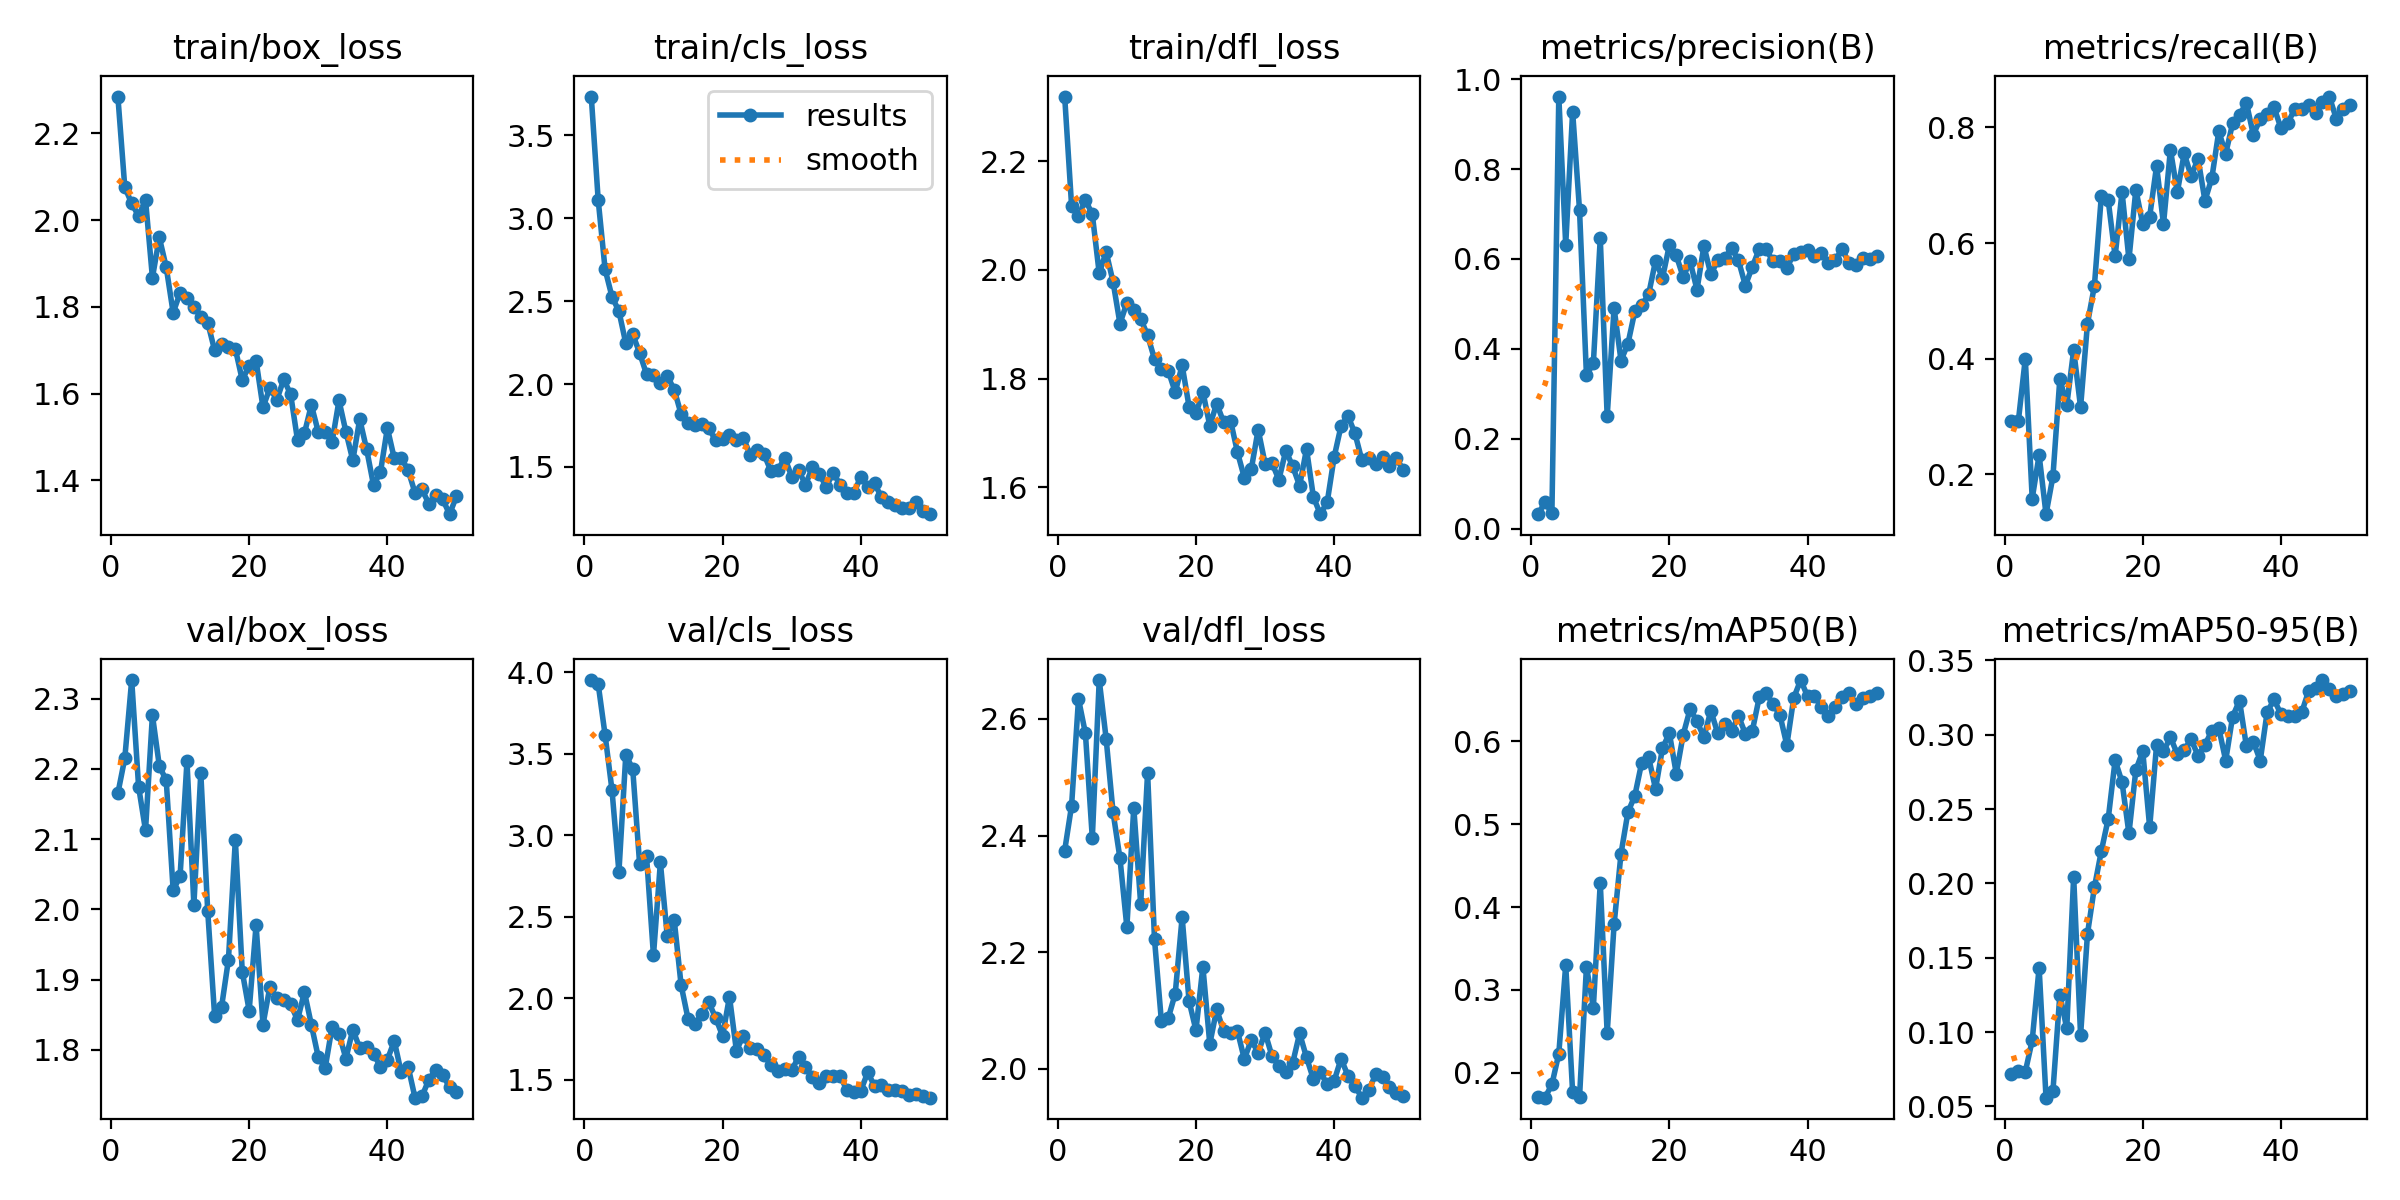 train/box_loss
2.2
2.0
1.8
1.6
1.4
0 20 40
train/cls_loss
results
smooth
3.5
3.0
2.5
2.0
1.5
0 20 40
train/dfl_loss
2.2
2.0
1.8
1.6
0 20 40
metrics/precision(B)
1.0
0.8
0.6
0.4
0.2
0.0
0 20 40
metrics/recall(B)
0.8
0.6
0.4
0.2
0 20 40
val/box_loss
2.3
2.2
2.1
2.0
1.9
1.8
0 20 40
val/cls_loss
4.0
3.5
3.0
2.5
2.0
1.5
0 20 40
val/dfl_loss
2.6
2.4
2.2
2.0
0 20 40
metrics/mAP50(B)
0.6
0.5
0.4
0.3
0.2
0 20 40
metrics/mAP50-95(B)
0.35
0.30
0.25
0.20
0.15
0.10
0.05
0 20 40